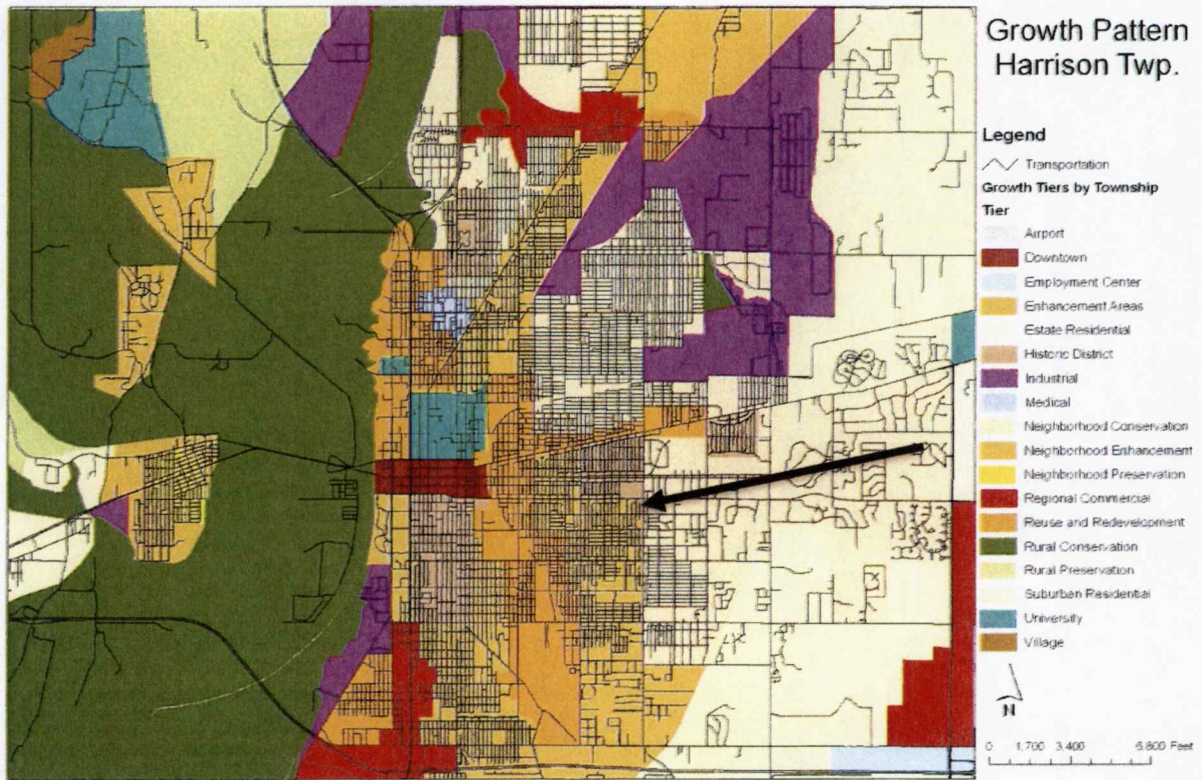 Growth Pattern
Harrison Twp.
Legend
Transportation
Growth Tiers by Township
Tier
Airport
Downtown
Employment Center
Enhancement Areas
Estate Residential
Historic District
Industrial
Medical
Neighborhood Conservation
Neighborhood Enhancement
Neighborhood Preservation
Regional Commercial
Reuse and Redevelopment
Rural Conservation
Rural Preservation
Suburban Residential
University
Village
N
0 1,700 3,400 6,800 Feet